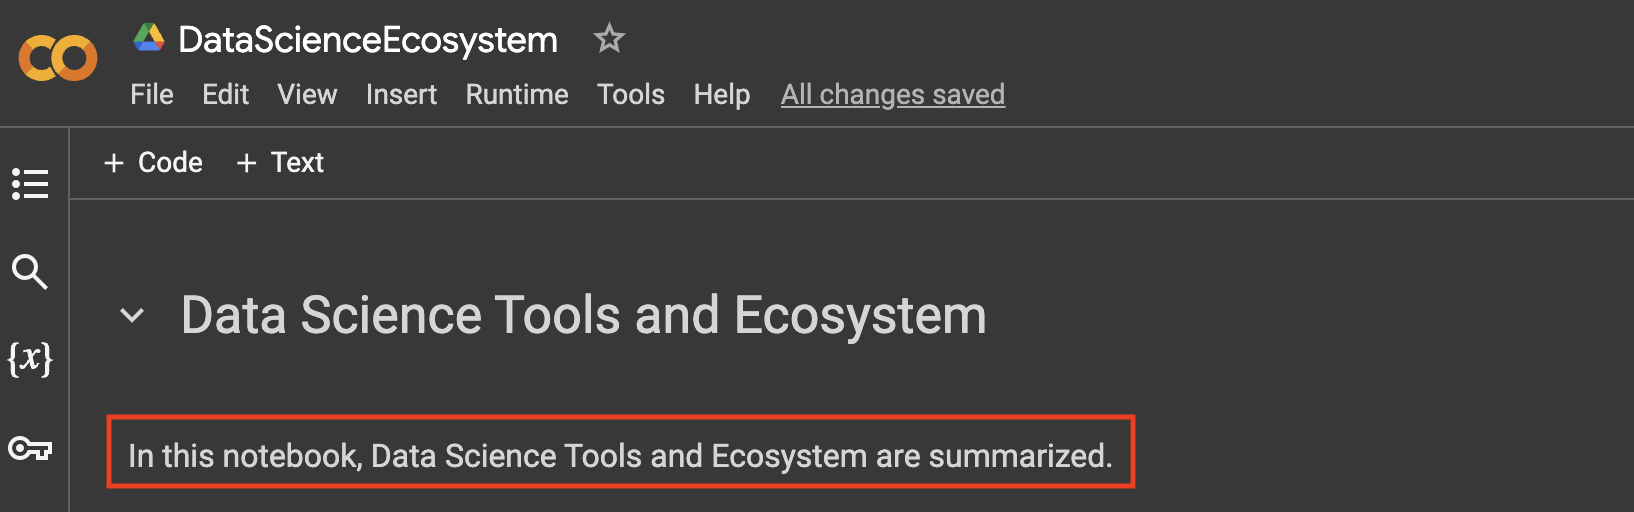 DataScienceEcosystem
File Edit View Insert Runtime Tools Help All changes saved
+ Code + Text
Data Science Tools and Ecosystem
{x}
In this notebook, Data Science Tools and Ecosystem are summarized.